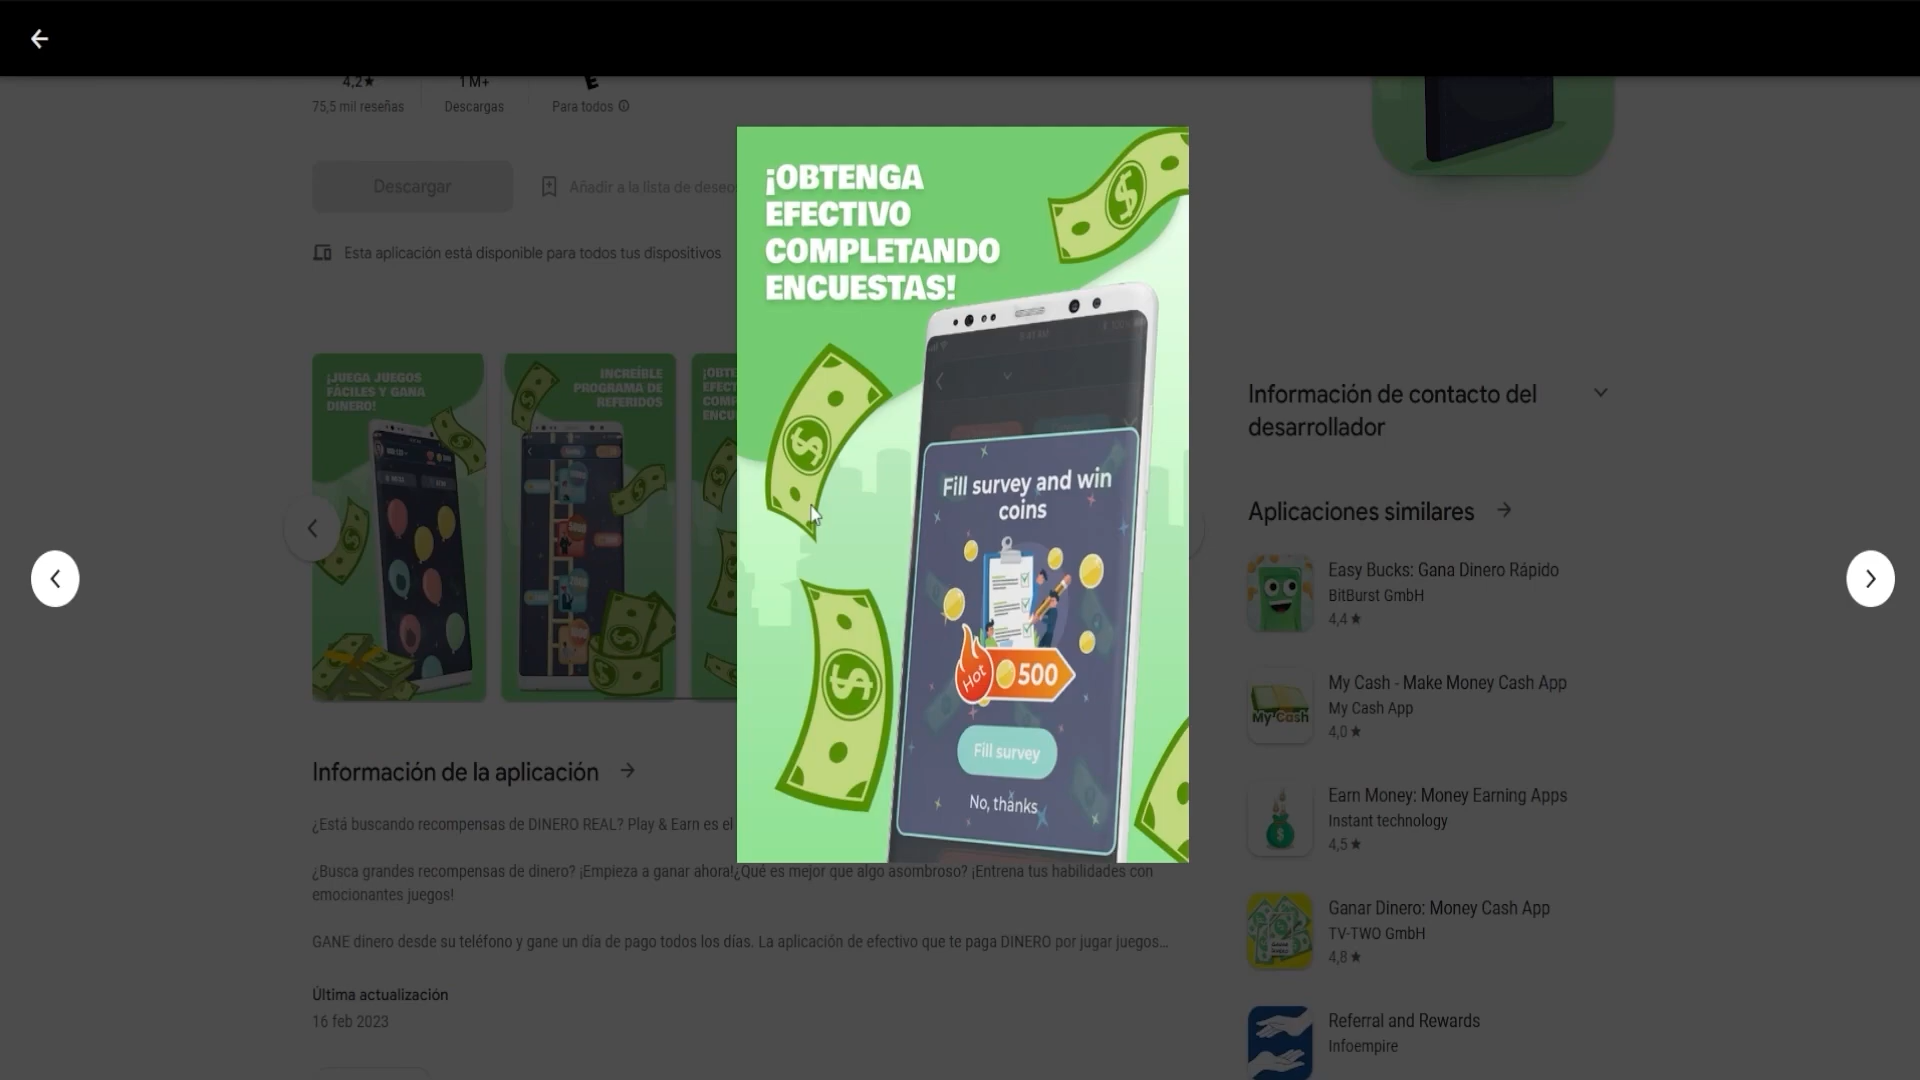 4,2★
1 M+
75,5 mil reseñas
Descargas
Para todos
Descargar
Añadir a la lista de deseos
Esta aplicación está disponible para todos tus dispositivos
¡JUEGA JUEGOS
FÁCILES Y GANA
DINERO!
INCREÍBLE
PROGRAMA DE
REFERIDOS
¡OBTENGA
EFECTIVO
COMPLETANDO
ENCUESTAS!
Fill survey and win
coins
Hot
500
Fill survey
No, thanks
Información de la aplicación
¿Está buscando recompensas de DINERO REAL? Play & Earn es el
¿Busca grandes recompensas de dinero? ¡Empieza a ganar ahora!¿Qué es mejor que algo asombroso? ¡Entrena tus habilidades con
emocionantes juegos!
GANE dinero desde su teléfono y gane un día de pago todos los días. La aplicación de efectivo que te paga DINERO por jugar juegos...
Última actualización
16 feb 2023
Información de contacto del
desarrollador
Aplicaciones similares
Easy Bucks: Gana Dinero Rápido
BitBurst GmbH
4,4★
My Cash
My Cash - Make Money Cash App
My Cash App
4,0★
Earn Money: Money Earning Apps
Instant technology
4,5★
Ganar Dinero: Money Cash App
TV-TWO GmbH
4,8★
Referral and Rewards
Infoempire